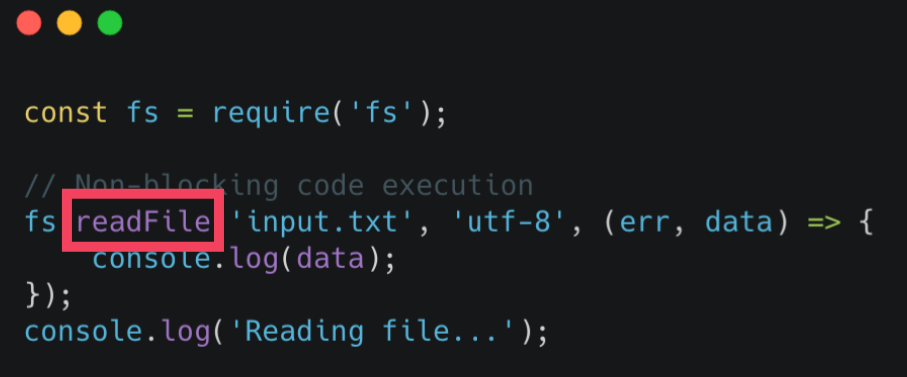 const fs = require('fs');
// Non-blocking code execution
fs readFile 'input.txt', 'utf-8', (err, data) => {
console.log(data);
});
console.log('Reading file...');